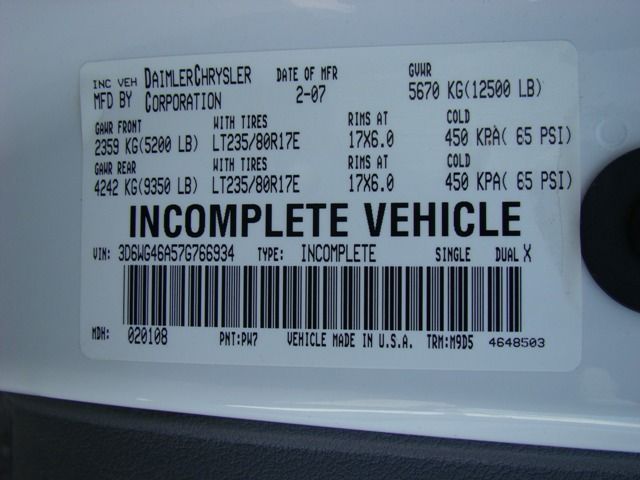 INC VEH DAIMLERCHRYSLER DATE OF MFR GVWR
MFD BY CORPORATION 2-07 5670 KG(12500 LB)
GAWR FRONT WITH TIRES RIMS AT COLD
2359 KG(5200 LB) LT235/80R17E 17X6.0 450 KPA( 65 PSI)
GAWR REAR WITH TIRES RIMS AT COLD
4242 KG(9350 LB) LT235/80R17E 17X6.0 450 KPA( 65 PSI)
INCOMPLETE VEHICLE
VIN: 3D6WG46A57G766934 TYPE: INCOMPLETE SINGLE DUAL X
MDH: 020108 PNT:PW7 VEHICLE MADE IN U.S.A. TRM:M9D5 4648503